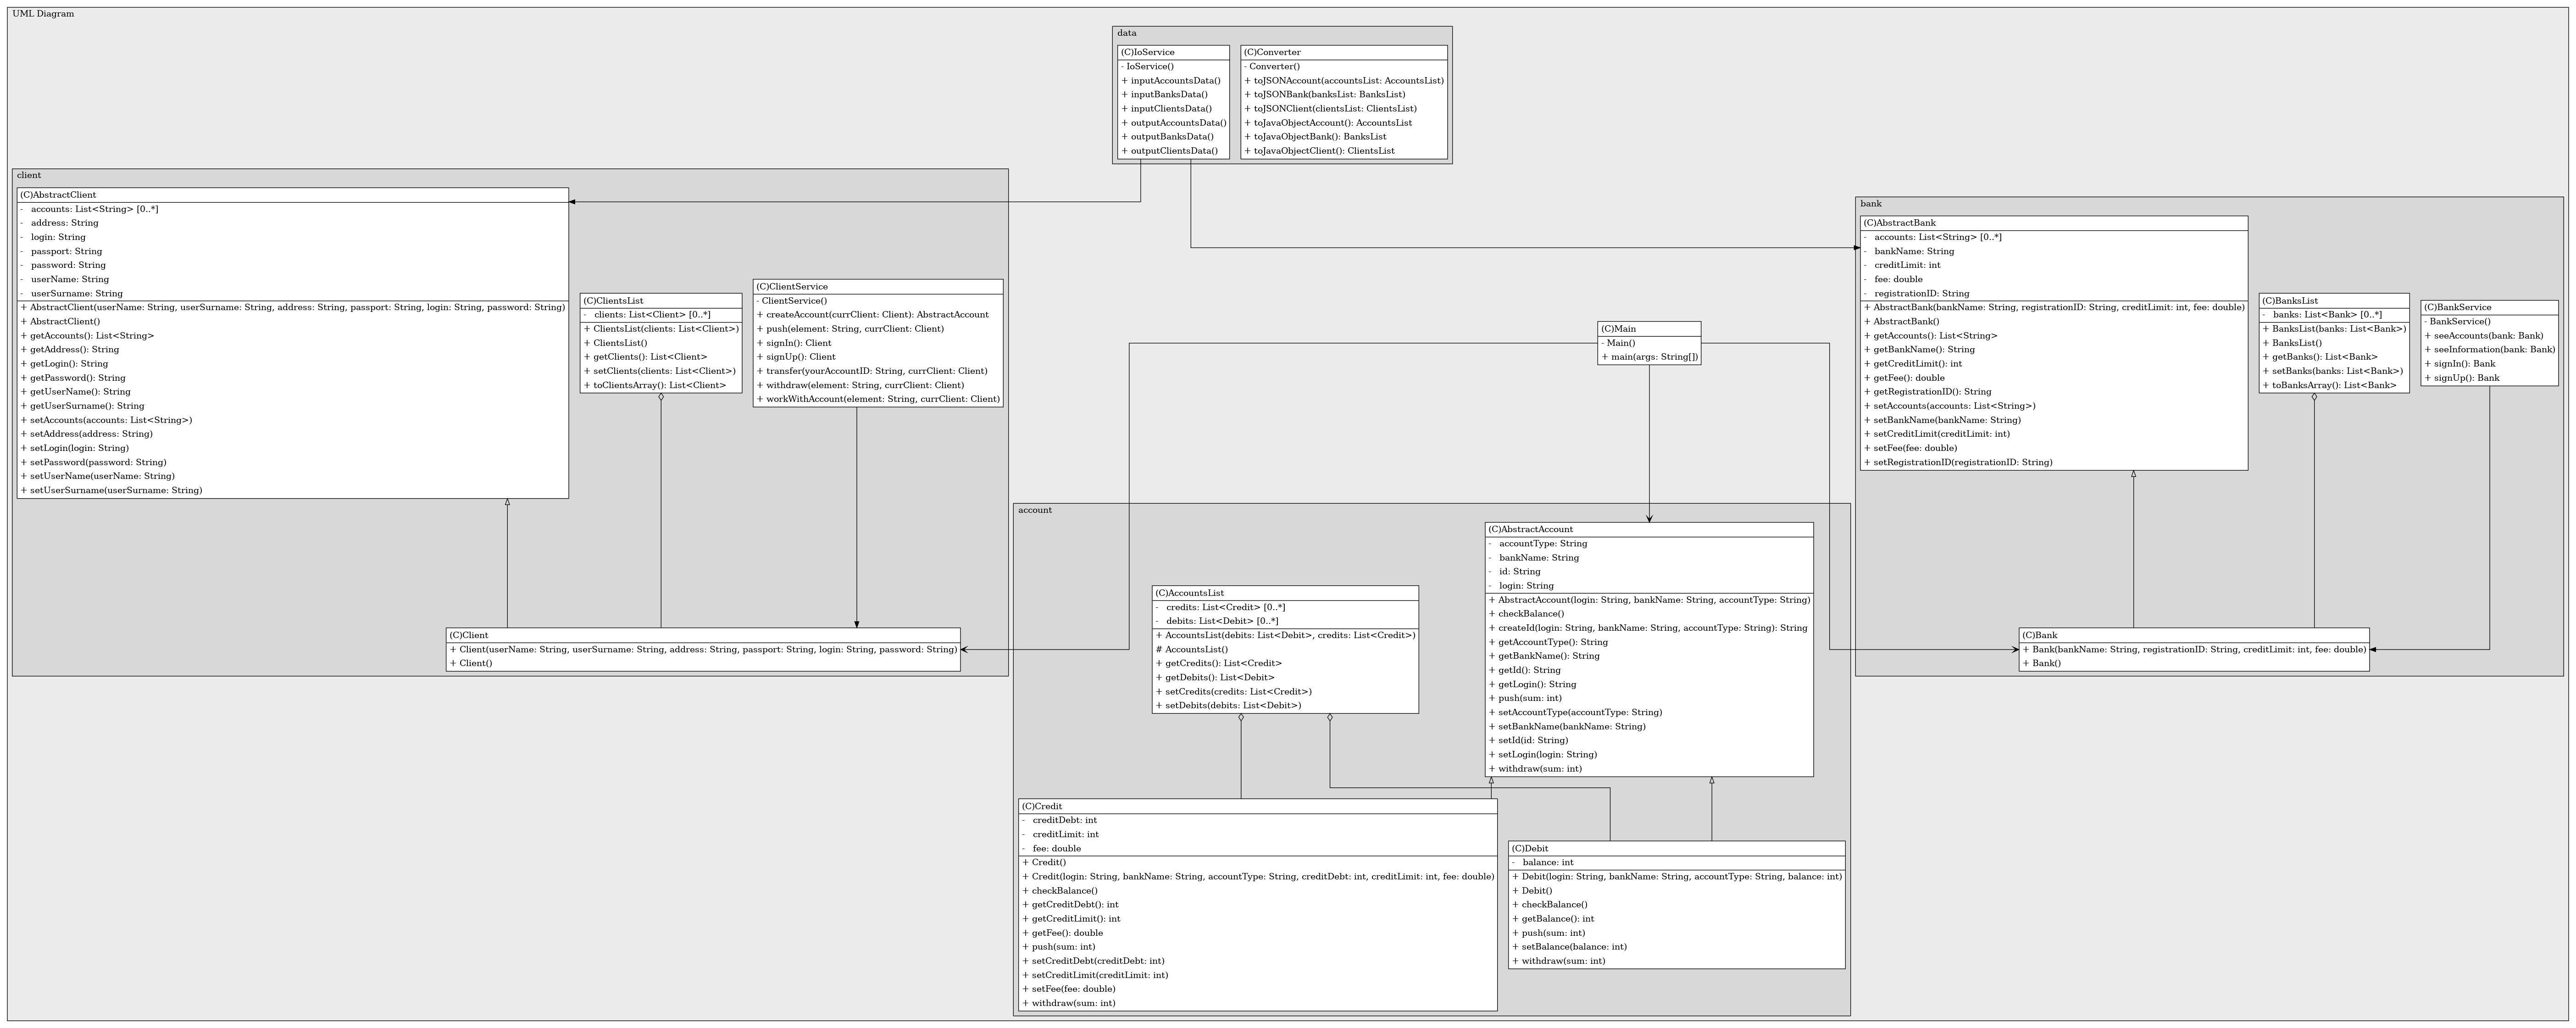 UML Diagram
data
(C)IoService
- IoService()
+ inputAccountsData()
+ inputBanksData()
+ inputClientsData()
+ outputAccountsData()
+ outputBanksData()
+ outputClientsData()
(C)Converter
- Converter()
+ toJSONAccount(accountsList: AccountsList)
+ toJSONBank(banksList: BanksList)
+ toJSONClient(clientsList: ClientsList)
+ toJavaObjectAccount(): AccountsList
+ toJavaObjectBank(): BanksList
+ toJavaObjectClient(): ClientsList
client
(C)AbstractClient
- accounts: List<String> [0..*]
- address: String
- login: String
- passport: String
- password: String
- userName: String
- userSurname: String
+ AbstractClient(userName: String, userSurname: String, address: String, passport: String, login: String, password: String)
+ AbstractClient()
+ getAccounts(): List<String>
+ getAddress(): String
+ getLogin(): String
+ getPassword(): String
+ getUserName(): String
+ getUserSurname(): String
+ setAccounts(accounts: List<String>)
+ setAddress(address: String)
+ setLogin(login: String)
+ setPassword(password: String)
+ setUserName(userName: String)
+ setUserSurname(userSurname: String)
(C)ClientsList
- clients: List<Client> [0..*]
+ ClientsList(clients: List<Client>)
+ ClientsList()
+ getClients(): List<Client>
+ setClients(clients: List<Client>)
+ toClientsArray(): List<Client>
(C)ClientService
- ClientService()
+ createAccount(currClient: Client): AbstractAccount
+ push(element: String, currClient: Client)
+ signIn(): Client
+ signUp(): Client
+ transfer(yourAccountID: String, currClient: Client)
+ withdraw(element: String, currClient: Client)
+ workWithAccount(element: String, currClient: Client)
(C)Client
+ Client(userName: String, userSurname: String, address: String, passport: String, login: String, password: String)
+ Client()
(C)Main
- Main()
+ main(args: String[])
bank
(C)AbstractBank
- accounts: List<String> [0..*]
- bankName: String
- creditLimit: int
- fee: double
- registrationID: String
+ AbstractBank(bankName: String, registrationID: String, creditLimit: int, fee: double)
+ AbstractBank()
+ getAccounts(): List<String>
+ getBankName(): String
+ getCreditLimit(): int
+ getFee(): double
+ getRegistrationID(): String
+ setAccounts(accounts: List<String>)
+ setBankName(bankName: String)
+ setCreditLimit(creditLimit: int)
+ setFee(fee: double)
+ setRegistrationID(registrationID: String)
(C)BanksList
- banks: List<Bank> [0..*]
+ BanksList(banks: List<Bank>)
+ BanksList()
+ getBanks(): List<Bank>
+ setBanks(banks: List<Bank>)
+ toBanksArray(): List<Bank>
(C)BankService
- BankService()
+ seeAccounts(bank: Bank)
+ seeInformation(bank: Bank)
+ signIn(): Bank
+ signUp(): Bank
(C)Bank
+ Bank(bankName: String, registrationID: String, creditLimit: int, fee: double)
+ Bank()
account
(C)AccountsList
- credits: List<Credit> [0..*]
- debits: List<Debit> [0..*]
+ AccountsList(debits: List<Debit>, credits: List<Credit>)
# AccountsList()
+ getCredits(): List<Credit>
+ getDebits(): List<Debit>
+ setCredits(credits: List<Credit>)
+ setDebits(debits: List<Debit>)
(C)AbstractAccount
- accountType: String
- bankName: String
- id: String
- login: String
+ AbstractAccount(login: String, bankName: String, accountType: String)
+ checkBalance()
+ createId(login: String, bankName: String, accountType: String): String
+ getAccountType(): String
+ getBankName(): String
+ getId(): String
+ getLogin(): String
+ push(sum: int)
+ setAccountType(accountType: String)
+ setBankName(bankName: String)
+ setId(id: String)
+ setLogin(login: String)
+ withdraw(sum: int)
(C)Credit
- creditDebt: int
- creditLimit: int
- fee: double
+ Credit()
+ Credit(login: String, bankName: String, accountType: String, creditDebt: int, creditLimit: int, fee: double)
+ checkBalance()
+ getCreditDebt(): int
+ getCreditLimit(): int
+ getFee(): double
+ push(sum: int)
+ setCreditDebt(creditDebt: int)
+ setCreditLimit(creditLimit: int)
+ setFee(fee: double)
+ withdraw(sum: int)
(C)Debit
- balance: int
+ Debit(login: String, bankName: String, accountType: String, balance: int)
+ Debit()
+ checkBalance()
+ getBalance(): int
+ push(sum: int)
+ setBalance(balance: int)
+ withdraw(sum: int)